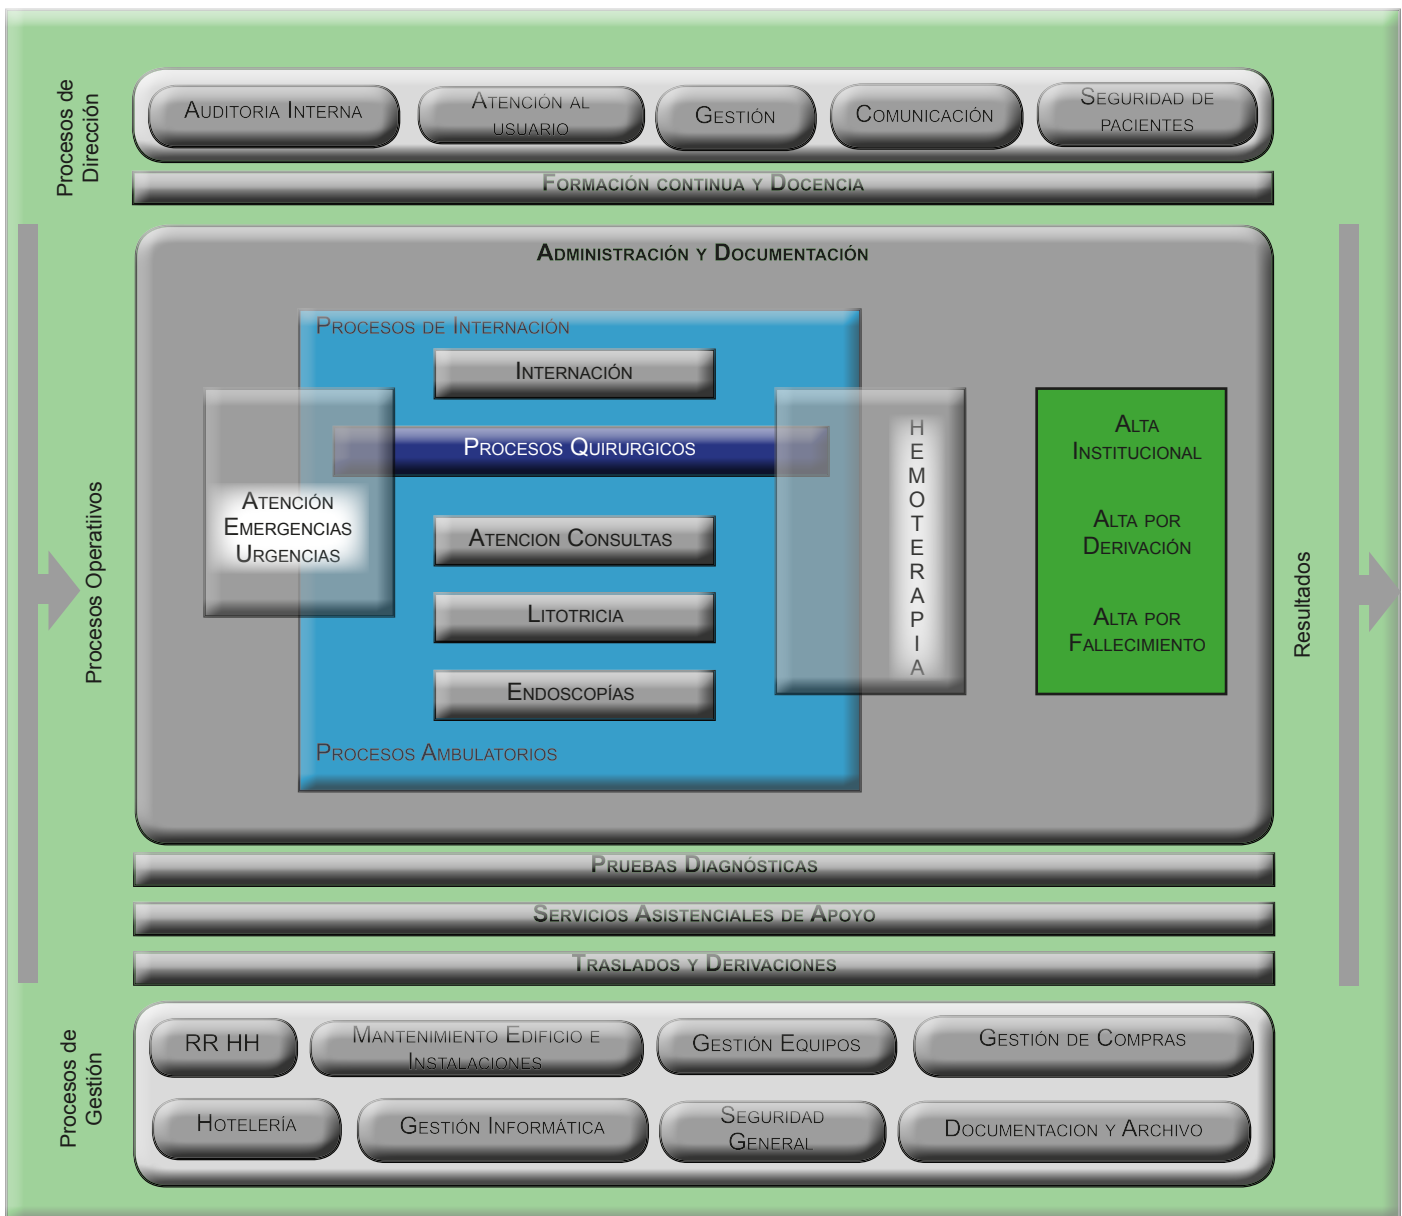 Procesos de
Dirección
Auditoria Interna
Atención al
usuario
Gestión
Comunicación
Seguridad de
pacientes
Formación continua y Docencia
Procesos Operatiivos
Administración y Documentación
Procesos de Internación
Internación
Procesos Quirurgicos
Atención
Emergencias
Urgencias
Atencion Consultas
Litotricia
Endoscopías
Procesos Ambulatorios
HEMOTERAPIA
Alta
Institucional
Alta por
Derivación
Alta por
Fallecimiento
Resultados
Pruebas Diagnósticas
Servicios Asistenciales de Apoyo
Traslados y Derivaciones
Procesos de
Gestión
RR HH
Mantenimiento Edificio e
Instalaciones
Gestión Equipos
Gestión de Compras
Hotelería
Gestión Informática
Seguridad
General
Documentacion y Archivo